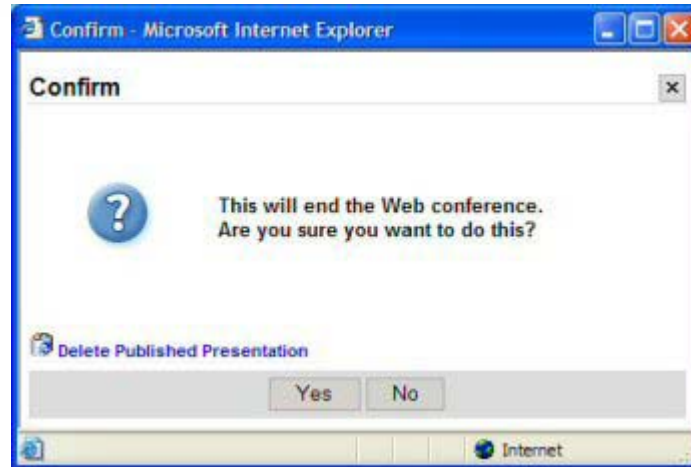 Confirm - Microsoft Internet Explorer
Confirm
This will end the Web conference.
Are you sure you want to do this?
Delete Published Presentation
Yes No
Internet